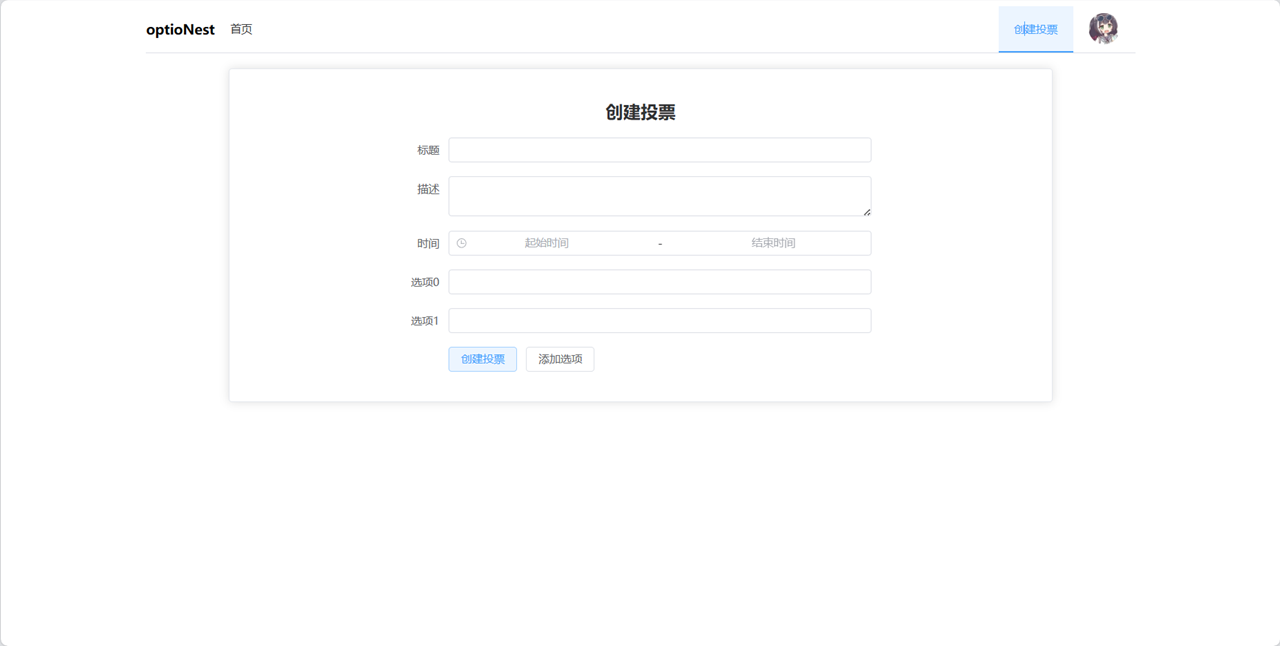 optioNest 首页 创建投票
创建投票
标题
描述
时间 起始时间 - 结束时间
选项0
选项1
创建投票 添加选项